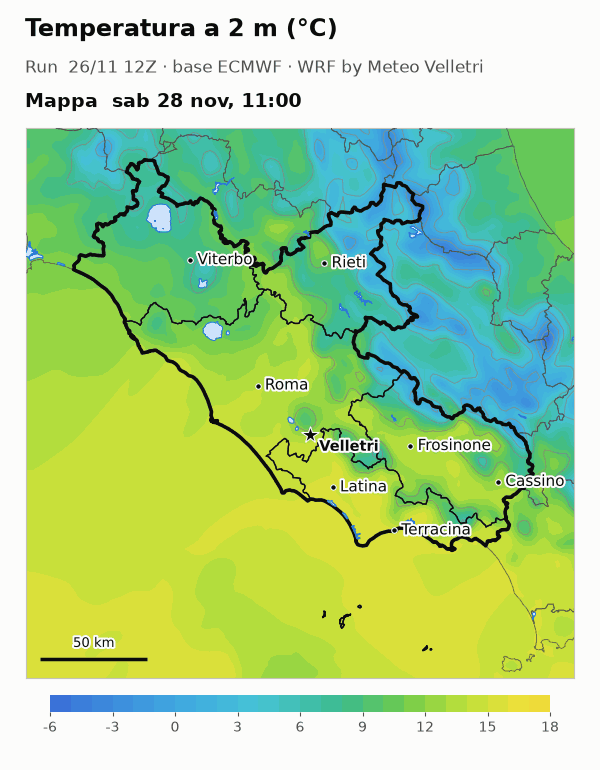 Temperatura a 2 m (°C)
Run 26/11 12Z · base ECMWF · WRF by Meteo Velletri
Mappa sab 28 nov, 11:00
Viterbo
Rieti
Roma
Velletri
Frosinone
Cassino
Latina
Terracina
50 km
-6 -3 0 3 6 9 12 15 18